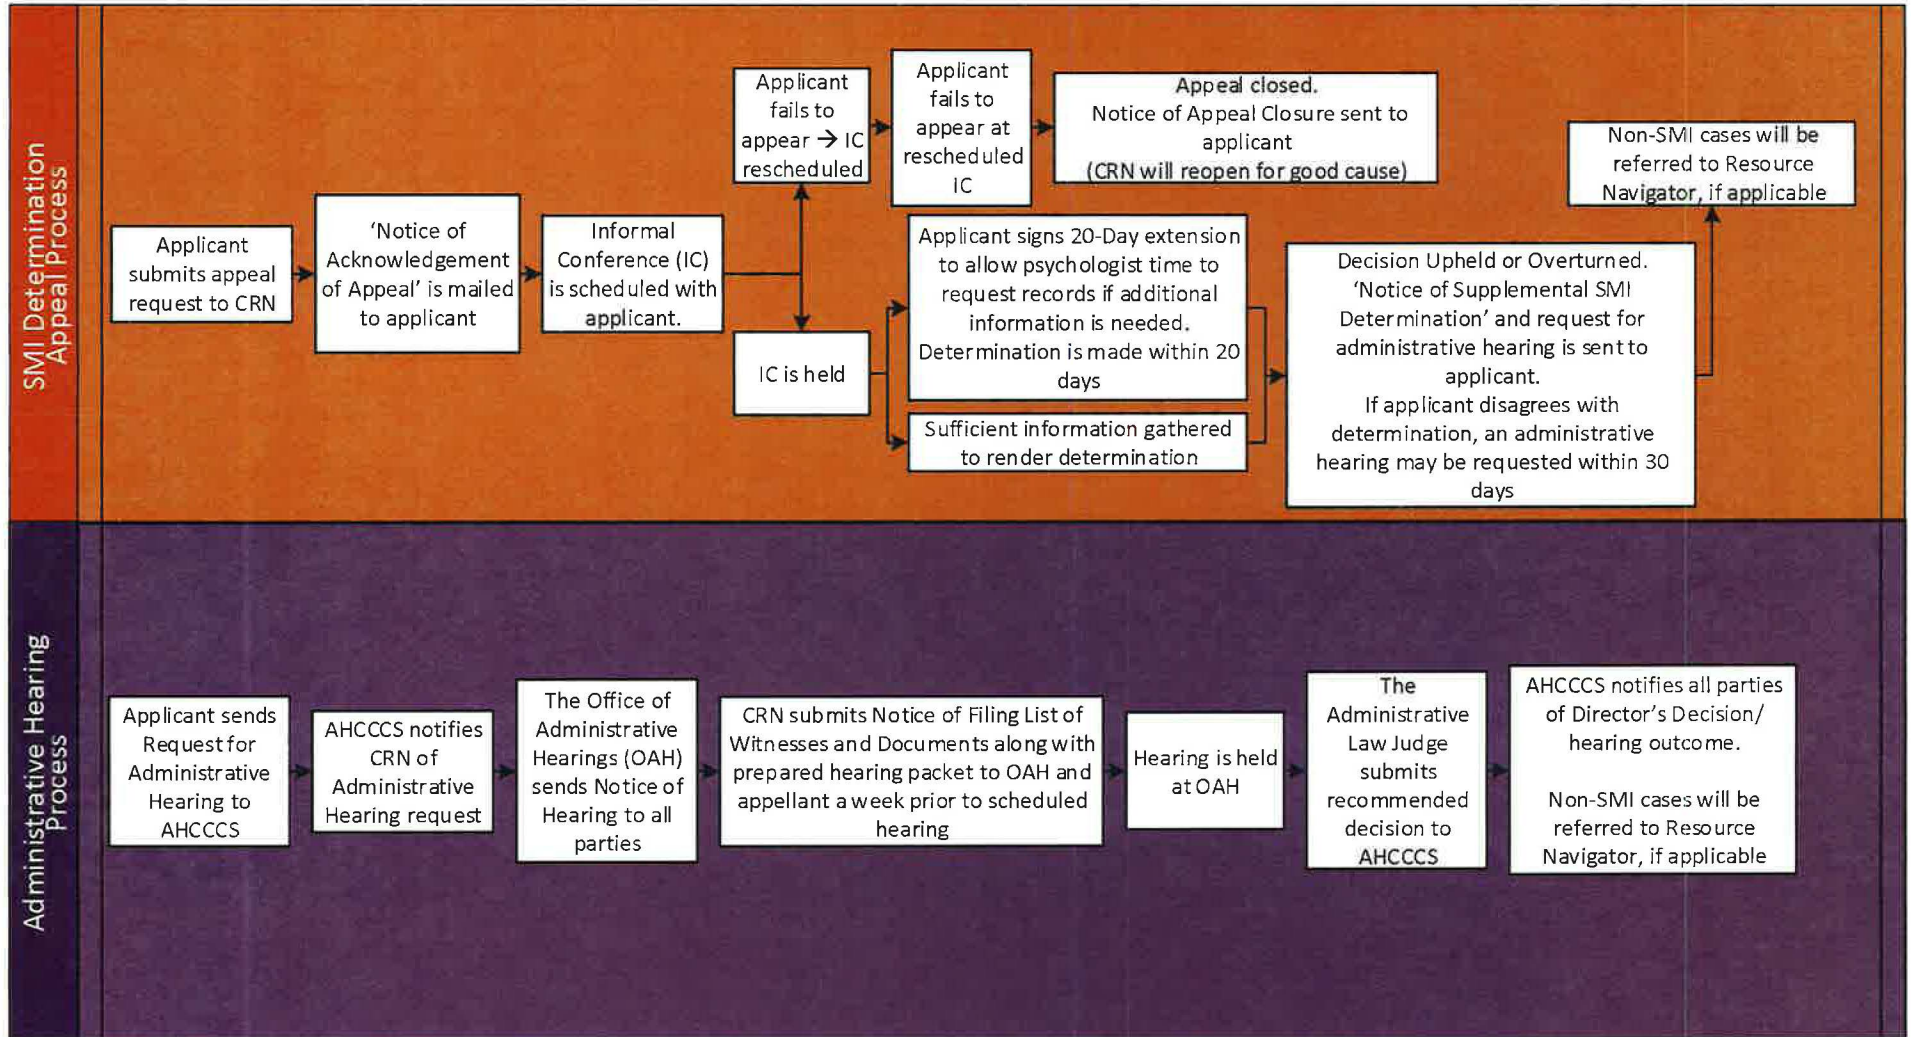 SMI Determination
Appeal Process
Applicant
submits appeal
request to CRN
‘Notice of
Acknowledgement
of Appeal’ is mailed
to applicant
Informal
Conference (IC)
is scheduled with
applicant.
Applicant
fails to
appear → IC
rescheduled
Applicant
fails to
appear at
rescheduled
IC
Appeal closed.
Notice of Appeal Closure sent to
applicant
(CRN will reopen for good cause)
IC is held
Applicant signs 20-Day extension
to allow psychologist time to
request records if additional
information is needed.
Determination is made within 20
days
Sufficient information gathered
to render determination
Decision Upheld or Overturned.
‘Notice of Supplemental SMI
Determination’ and request for
administrative hearing is sent to
applicant.
If applicant disagrees with
determination, an administrative
hearing may be requested within 30
days
Non-SMI cases will be
referred to Resource
Navigator, if applicable
Administrative Hearing
Process
Applicant sends
Request for
Administrative
Hearing to
AHCCCS
AHCCCS notifies
CRN of
Administrative
Hearing request
The Office of
Administrative
Hearings (OAH)
sends Notice of
Hearing to all
parties
CRN submits Notice of Filing List of
Witnesses and Documents along with
prepared hearing packet to OAH and
appellant a week prior to scheduled
hearing
Hearing is held
at OAH
The
Administrative
Law Judge
submits
recommended
decision to
AHCCCS
AHCCCS notifies all parties
of Director’s Decision/
hearing outcome.
Non-SMI cases will be
referred to Resource
Navigator, if applicable